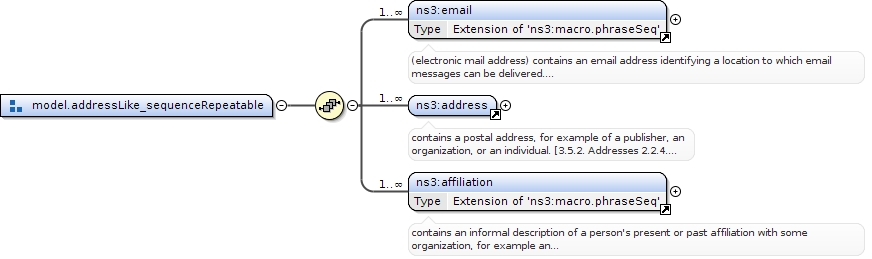 1..∞
ns3:email
Type Extension of 'ns3:macro.phraseSeq'
(electronic mail address) contains an email address identifying a location to which email
messages can be delivered....
model.addressLike_sequenceRepeatable
1..∞
ns3:address
contains a postal address, for example of a publisher, an
organization, or an individual. [3.5.2. Addresses 2.2.4....
1..∞
ns3:affiliation
Type Extension of 'ns3:macro.phraseSeq'
contains an informal description of a person's present or past affiliation with some
organization, for example an...